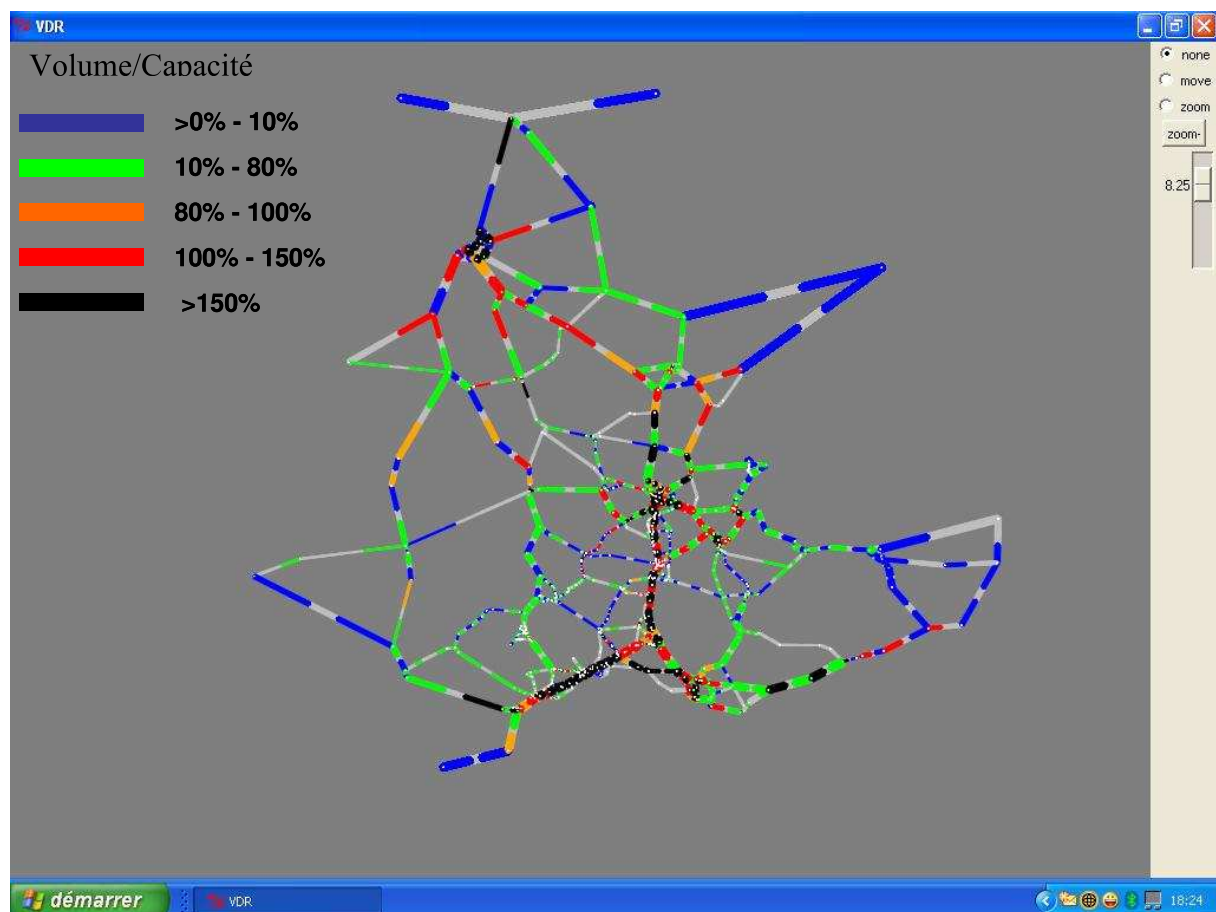 VDR
Volume/Capacité
>0% - 10%
10% - 80%
80% - 100%
100% - 150%
>150%
none
move
zoom
zoom-
8.25
démarrer
VDR
18:24